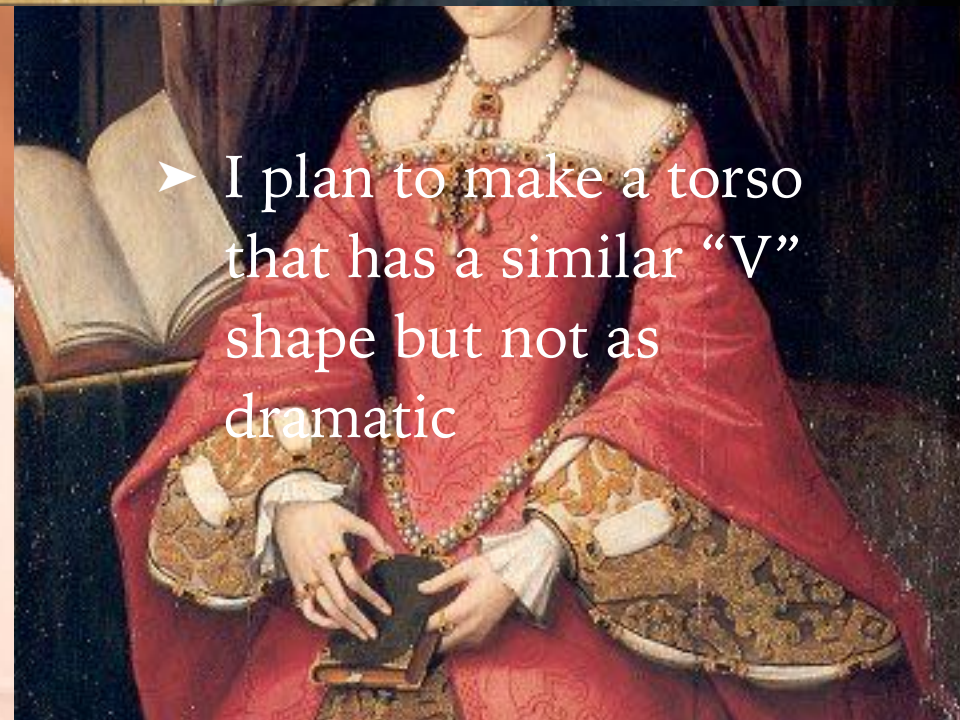 ➤ I plan to make a torso
that has a similar “V”
shape but not as
dramatic